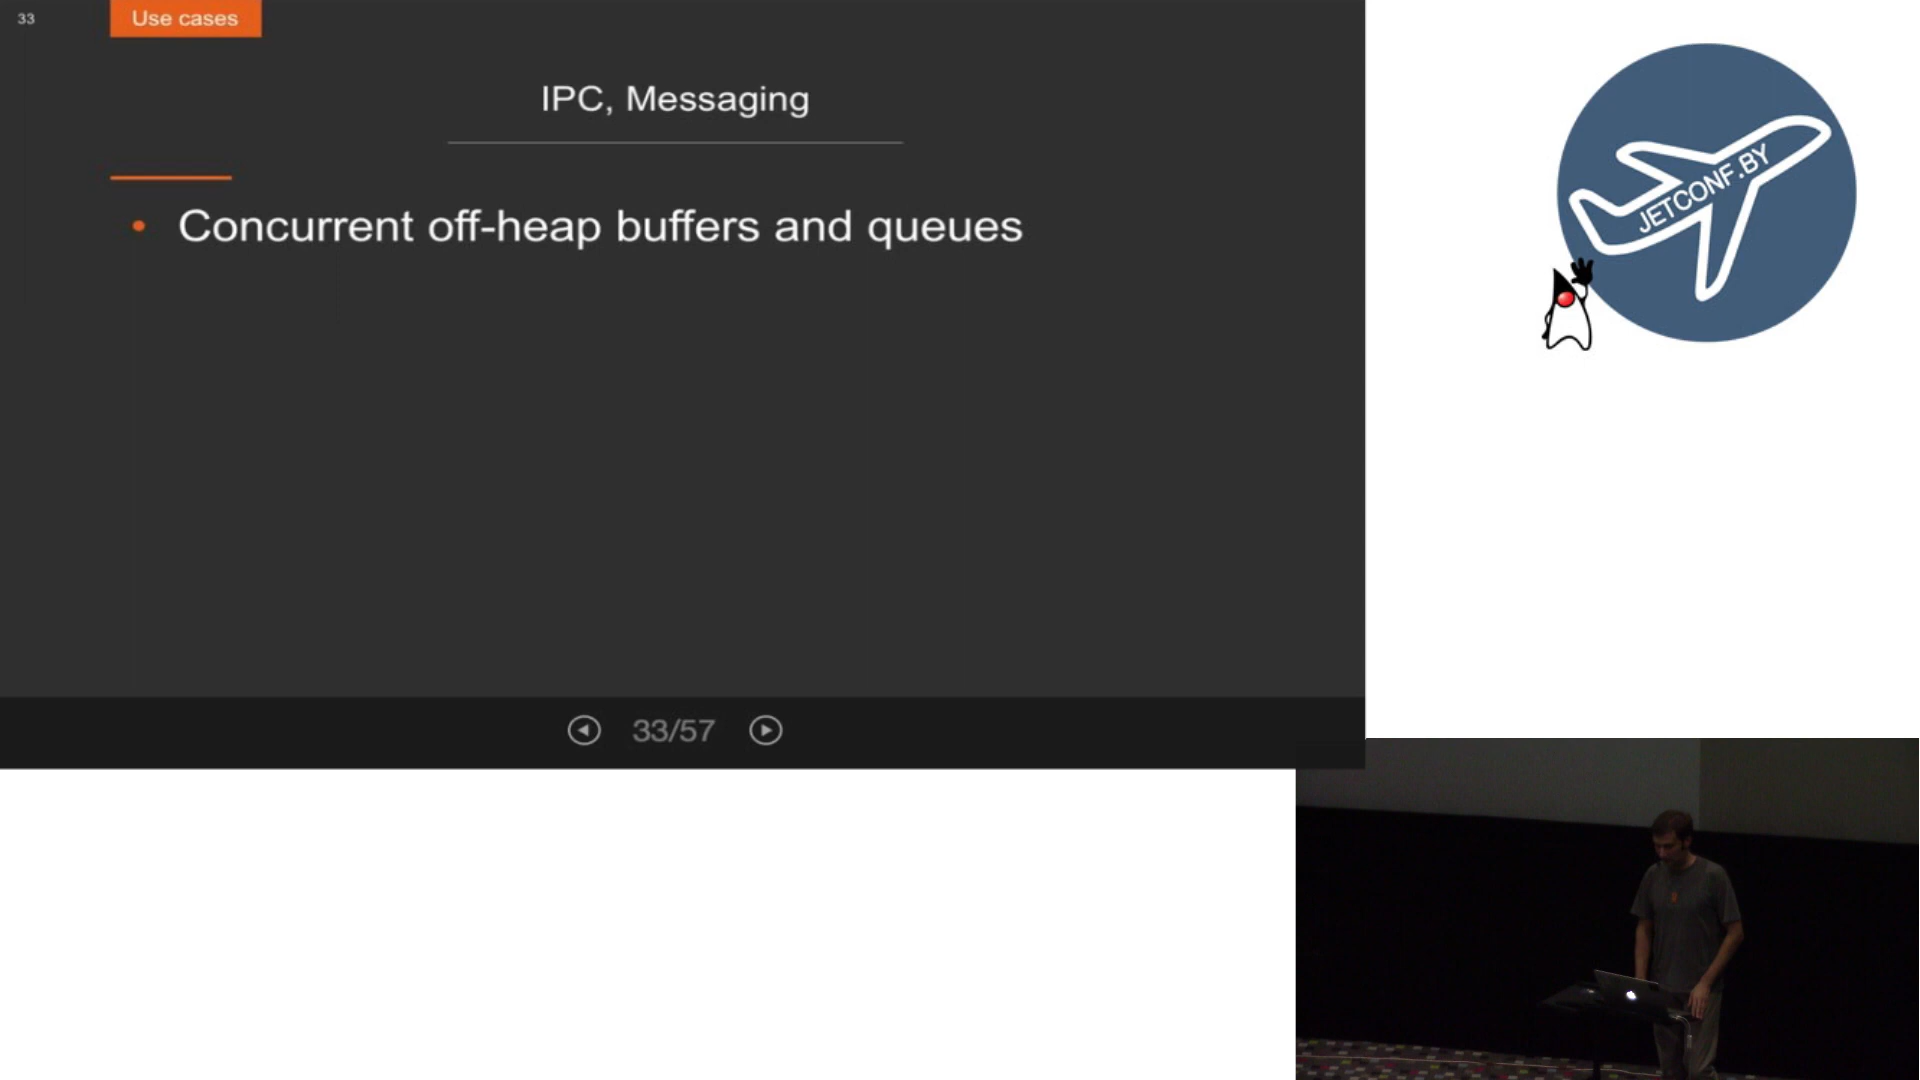 33
Use cases
IPC, Messaging
• Concurrent off-heap buffers and queues
33/57
JETCONF.BY